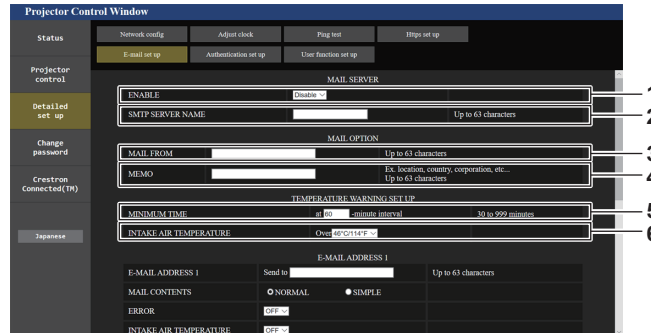 Projector Control Window
Status
Network config Adjust clock Ping test Https set up
E-mail set up Authentication set up User function set up
Projector control
Detailed set up
Change password
Crestron Connected(TM)
Japanese
MAIL SERVER
ENABLE Disable 1
SMTP SERVER NAME Up to 63 characters 2
MAIL OPTION
MAIL FROM Up to 63 characters 3
MEMO Ex. location, country, corporation, etc... 4
Up to 63 characters
TEMPERATURE WARNING SET UP
MINIMUM TIME at 60 -minute interval 30 to 999 minutes 5
INTAKE AIR TEMPERATURE Over 46°C/114°F 6
E-MAIL ADDRESS 1
E-MAIL ADDRESS 1 Send to Up to 63 characters
MAIL CONTENTS NORMAL SIMPLE
ERROR OFF
INTAKE AIR TEMPERATURE OFF